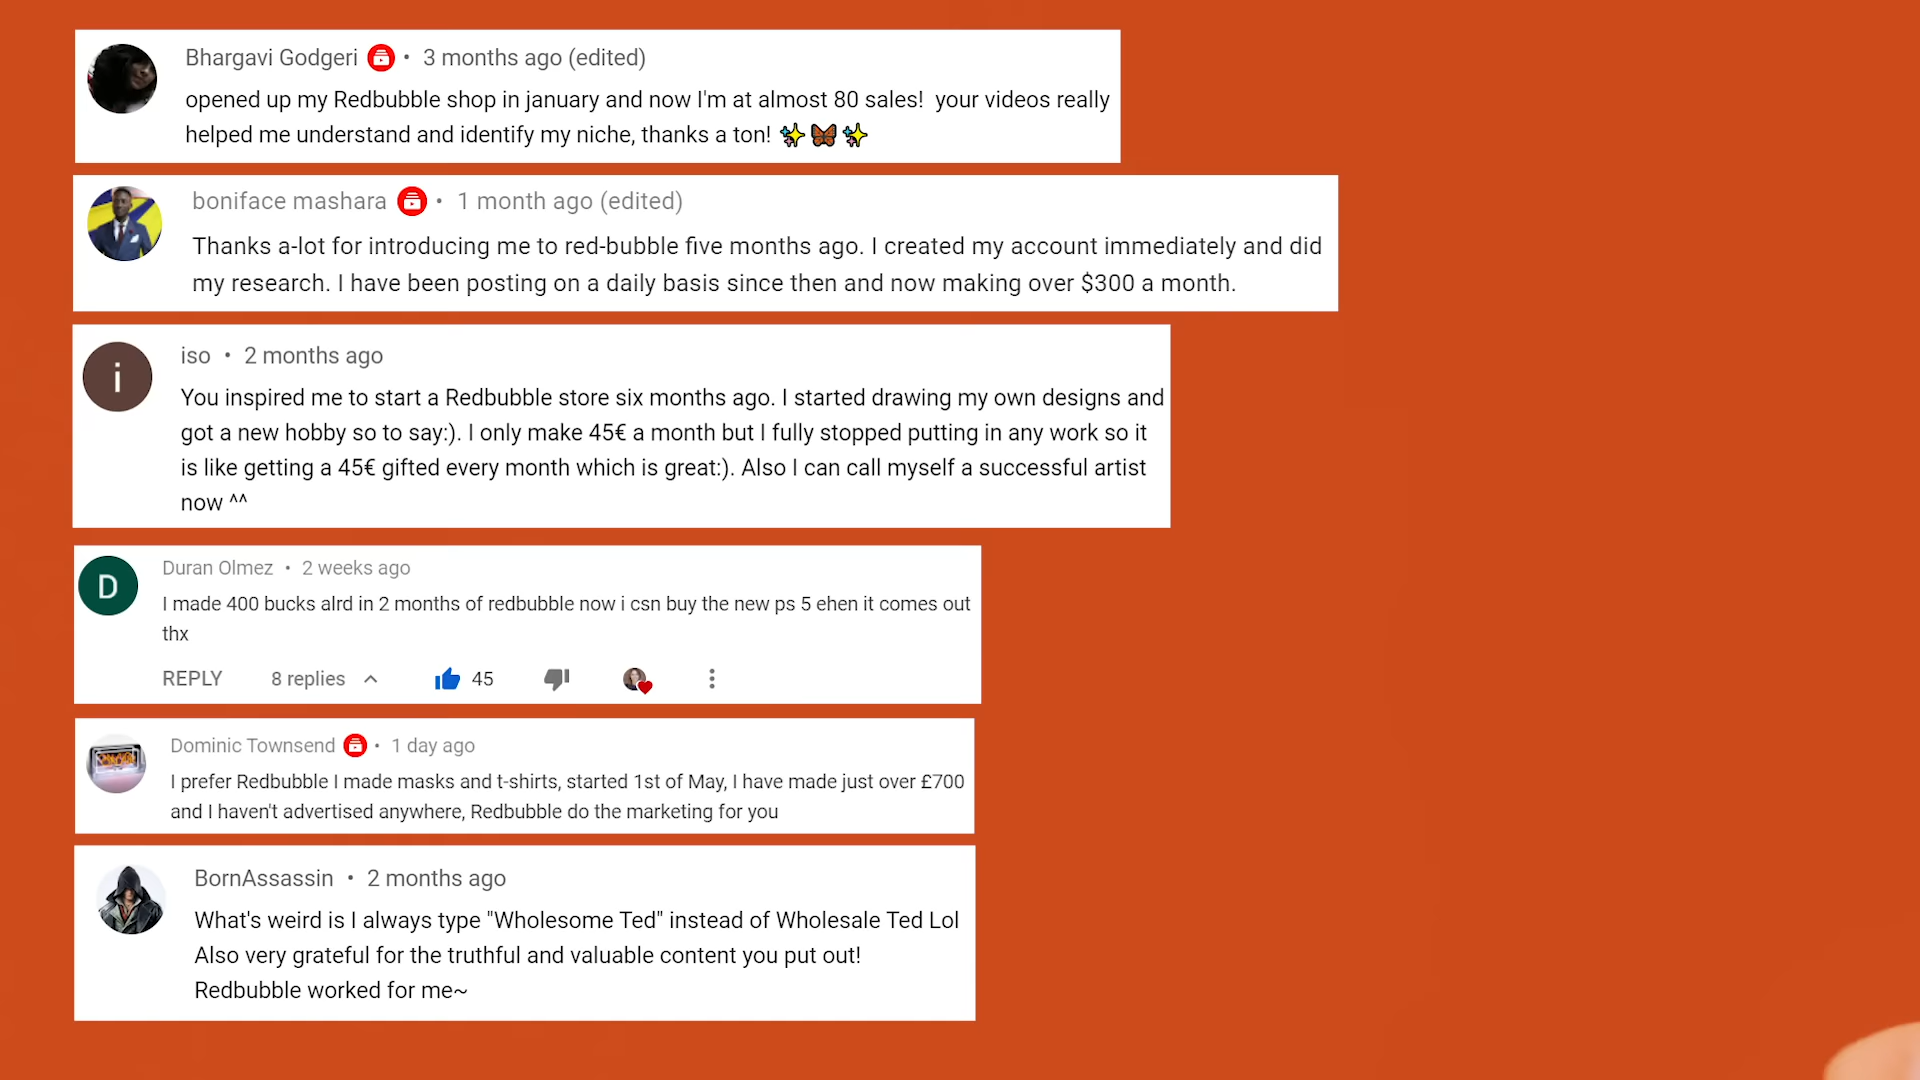 Bhargavi Godgeri • 3 months ago (edited)
opened up my Redbubble shop in january and now I'm at almost 80 sales!  your videos really
helped me understand and identify my niche, thanks a ton! ✨🦋✨
boniface mashara • 1 month ago (edited)
Thanks a-lot for introducing me to red-bubble five months ago. I created my account immediately and did
my research. I have been posting on a daily basis since then and now making over $300 a month.
i
iso • 2 months ago
You inspired me to start a Redbubble store six months ago. I started drawing my own designs and
got a new hobby so to say:). I only make 45€ a month but I fully stopped putting in any work so it
is like getting a 45€ gifted every month which is great:). Also I can call myself a successful artist
now ^^
D
Duran Olmez • 2 weeks ago
I made 400 bucks alrd in 2 months of redbubble now i csn buy the new ps 5 ehen it comes out
thx
REPLY 8 replies 45
Dominic Townsend • 1 day ago
I prefer Redbubble I made masks and t-shirts, started 1st of May, I have made just over £700
and I haven't advertised anywhere, Redbubble do the marketing for you
BornAssassin • 2 months ago
What's weird is I always type "Wholesome Ted" instead of Wholesale Ted Lol
Also very grateful for the truthful and valuable content you put out!
Redbubble worked for me~